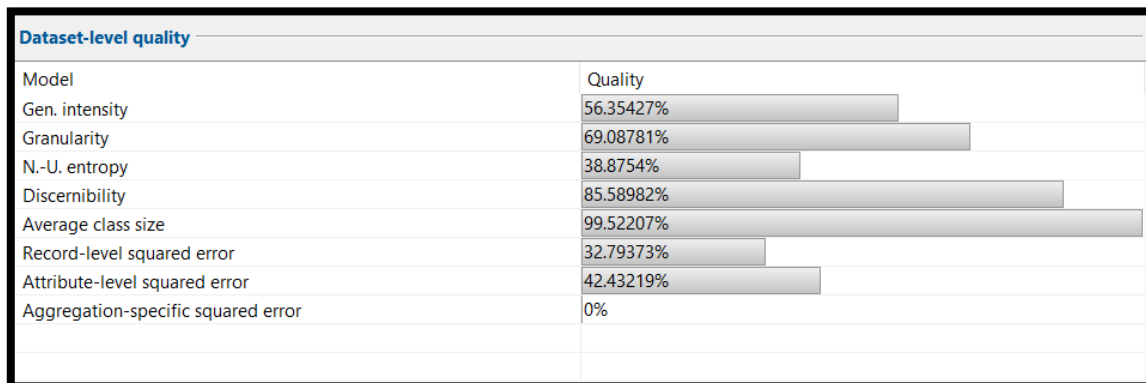 Dataset-level quality
Model Quality
Gen. intensity 56.35427%
Granularity 69.08781%
N.-U. entropy 38.8754%
Discernibility 85.58982%
Average class size 99.52207%
Record-level squared error 32.79373%
Attribute-level squared error 42.43219%
Aggregation-specific squared error 0%